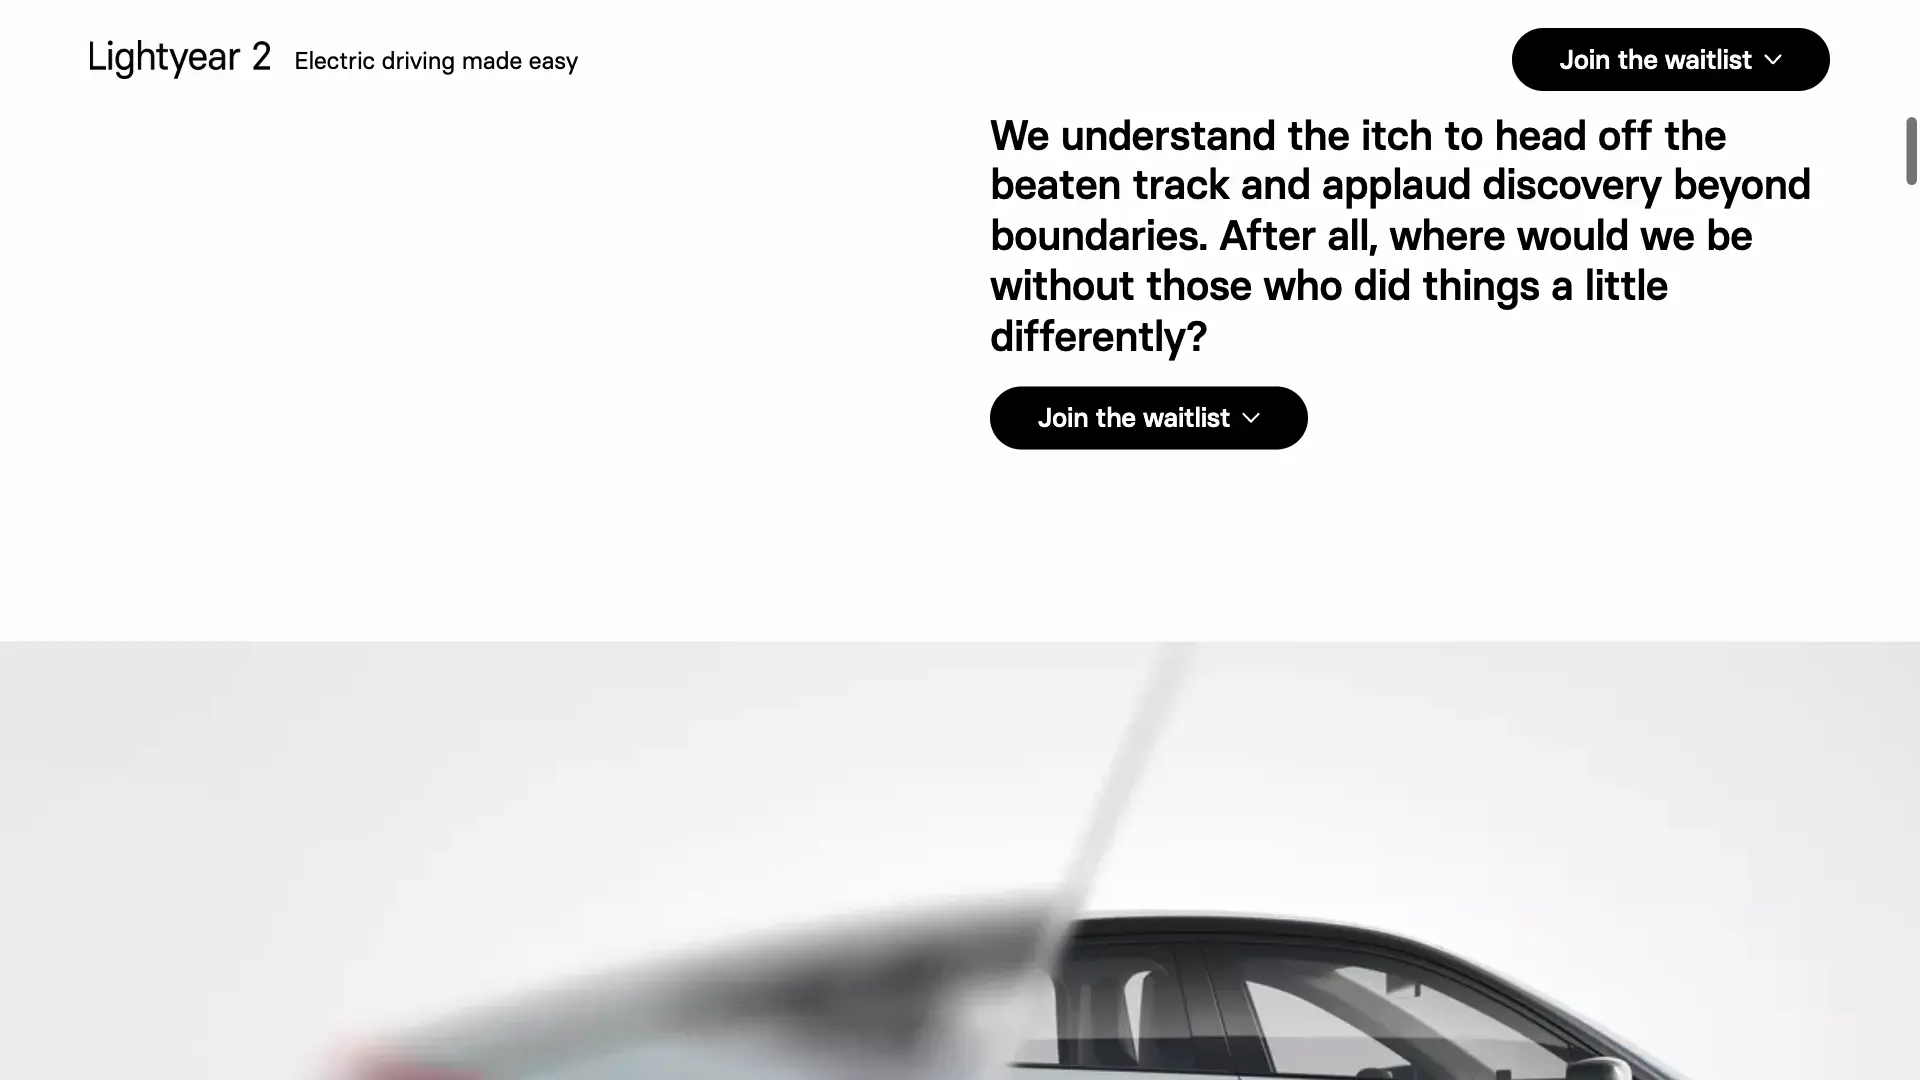 Lightyear 2 Electric driving made easy
Join the waitlist
We understand the itch to head off the
beaten track and applaud discovery beyond
boundaries. After all, where would we be
without those who did things a little
differently?
Join the waitlist